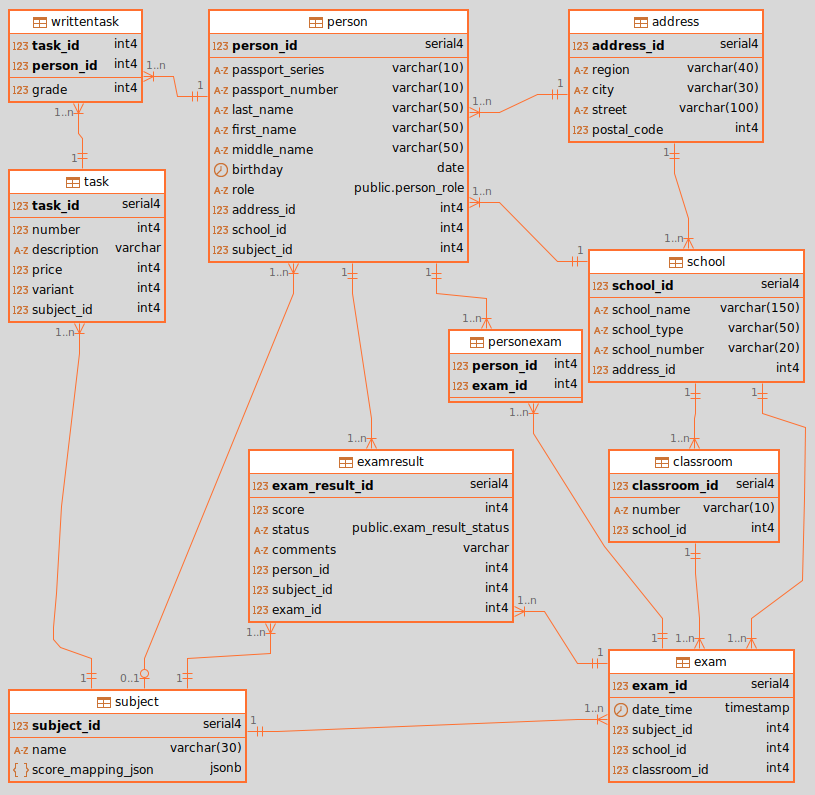 writtentask
123 task_id int4
123 person_id int4
123 grade int4
person
123 person_id serial4
A-Z passport_series varchar(10)
A-Z passport_number varchar(10)
A-Z last_name varchar(50)
A-Z first_name varchar(50)
A-Z middle_name varchar(50)
birthday date
A-Z role public.person_role
123 address_id int4
123 school_id int4
123 subject_id int4
address
123 address_id serial4
A-Z region varchar(40)
A-Z city varchar(30)
A-Z street varchar(100)
123 postal_code int4
1..n
1
1..n
1
1..n
1
1..n
1
1
1..n
task
123 task_id serial4
123 number int4
A-Z description varchar
123 price int4
123 variant int4
123 subject_id int4
school
123 school_id serial4
A-Z school_name varchar(150)
A-Z school_type varchar(50)
A-Z school_number varchar(20)
123 address_id int4
1..n
1..n
1
1
1..n
personexam
123 person_id int4
123 exam_id int4
1
1
1..n
1..n
1..n
examresult
123 exam_result_id serial4
123 score int4
A-Z status public.exam_result_status
A-Z comments varchar
123 person_id int4
123 subject_id int4
123 exam_id int4
classroom
123 classroom_id serial4
A-Z number varchar(10)
123 school_id int4
1
1..n
1..n
1
1
1..n
1..n
1
0..1
1
subject
123 subject_id serial4
A-Z name varchar(30)
{ } score_mapping_json jsonb
1
1..n
exam
123 exam_id serial4
date_time timestamp
123 subject_id int4
123 school_id int4
123 classroom_id int4